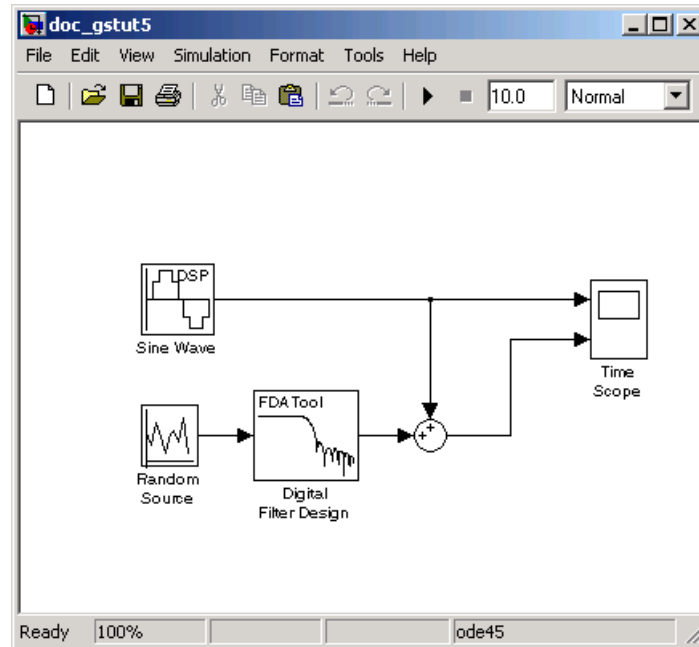 doc_gstut5
File Edit View Simulation Format Tools Help
10.0 Normal
DSP
Sine Wave
Time
Scope
FDATool
Random
Source
Digital
Filter Design
Ready 100% ode45